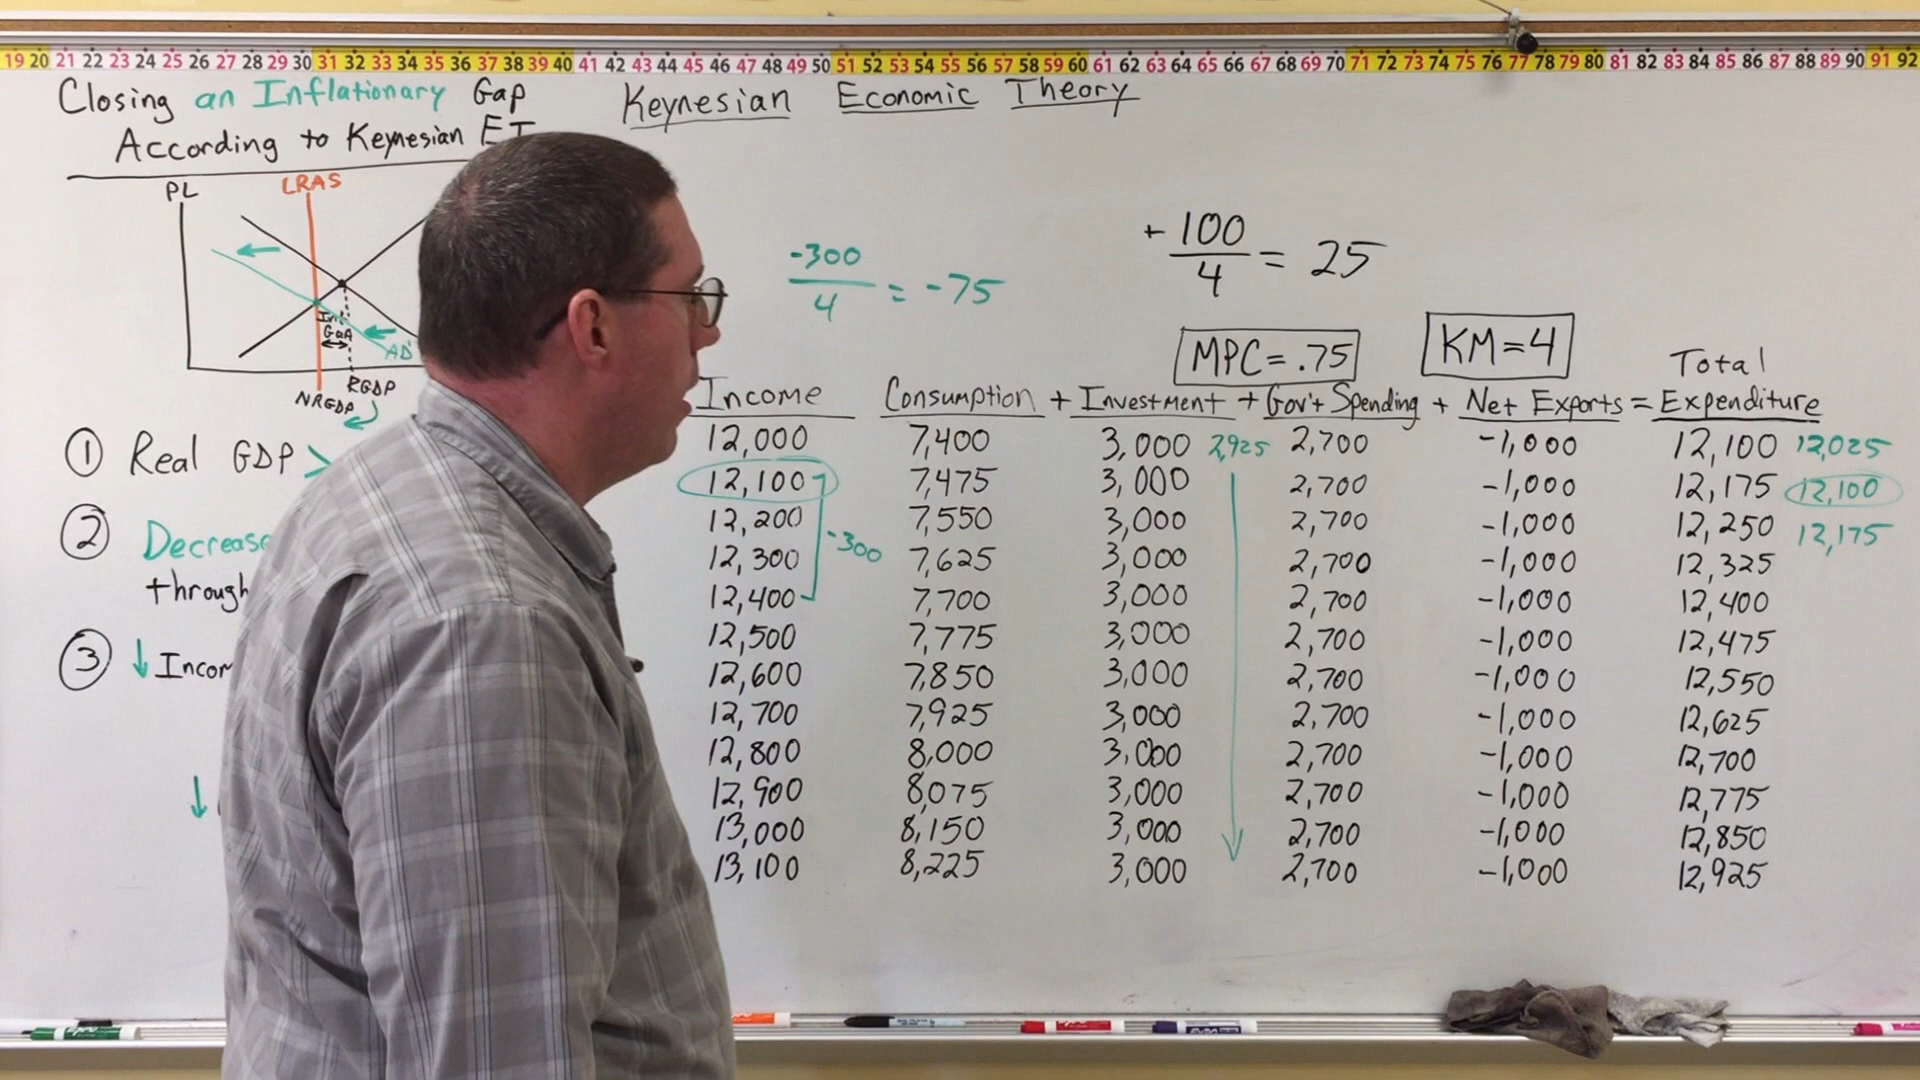 19 20 21 22 23 24 25 26 27 28 29 30 31 32 33 34 35 36 37 38 39 40 41 42 43 44 45 46 47 48 49 50 51 52 53 54 55 56 57 58 59 60 61 62 63 64 65 66 67 68 69 70 71 72 73 74 75 76 77 78 79 80 81 82 83 84 85 86 87 88 89 90 91 92
Closing an Inflationary Gap
According to Keynesian ET
PL
LRAS
Inf.
Gap
AD'
RGDP
NRGDP
① Real GDP >
② Decrease
through
③ ↓ Incom
↓
Keynesian Economic Theory
-300
4
= -75
+ 100
4
= 25
MPC = .75
KM = 4
Income Consumption + Investment + Gov't Spending + Net Exports = Total Expenditure
12,000 7,400 3,000 2,925 2,700 -1,000 12,100 12,025
12,100 7,475 3,000 2,700 -1,000 12,175 12,100
12,200 7,550 3,000 2,700 -1,000 12,250 12,175
-300
12,300 7,625 3,000 2,700 -1,000 12,325
12,400 7,700 3,000 2,700 -1,000 12,400
12,500 7,775 3,000 2,700 -1,000 12,475
12,600 7,850 3,000 2,700 -1,000 12,550
12,700 7,925 3,000 2,700 -1,000 12,625
12,800 8,000 3,000 2,700 -1,000 12,700
12,900 8,075 3,000 2,700 -1,000 12,775
13,000 8,150 3,000 2,700 -1,000 12,850
13,100 8,225 3,000 2,700 -1,000 12,925